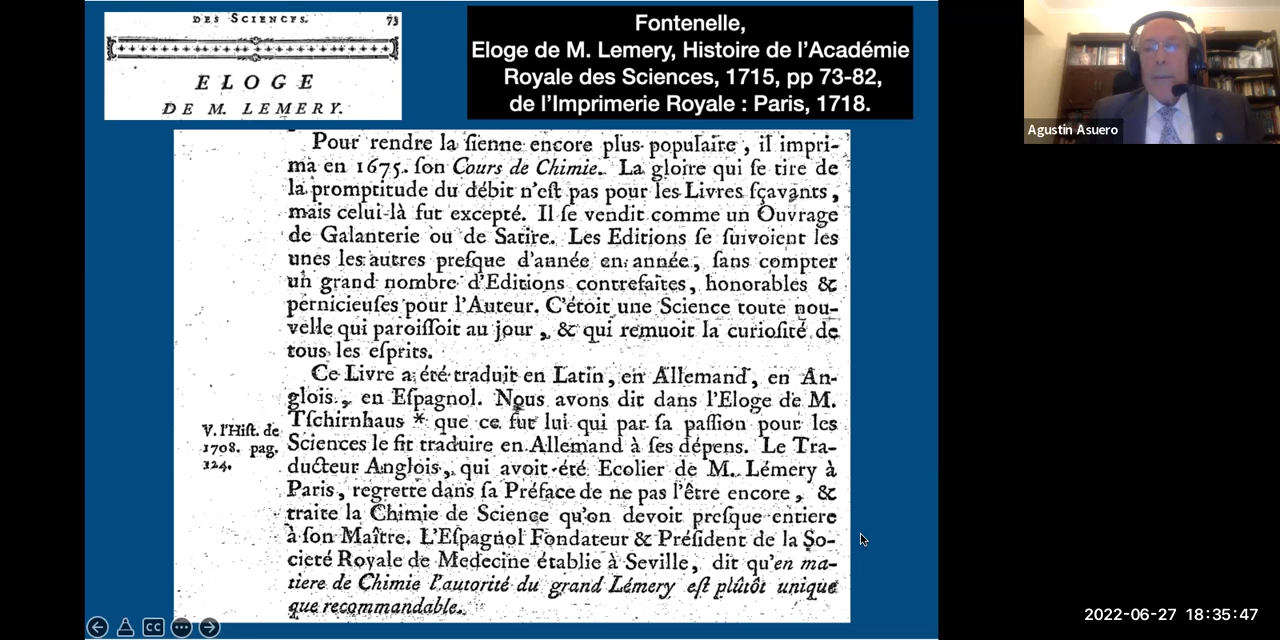 DES SCIENCES. 73
ELOGE
DE M. LEMERY.
Fontenelle,
Eloge de M. Lemery, Histoire de l'Académie
Royale des Sciences, 1715, pp 73-82,
de l'Imprimerie Royale : Paris, 1718.
Pour rendre la ſienne encore plus populaire, il impri-
ma en 1675. ſon Cours de Chimie. La gloire qui ſe tire de
la promptitude du débit n'eſt pas pour les Livres ſçavants,
mais celui-là fut excepté. Il ſe vendit comme un Ouvrage
de Galanterie ou de Satire. Les Editions ſe ſuivoient les
unes les autres preſque d'année en année, ſans compter
un grand nombre d'Editions contrefaites, honorables &
pernicieuſes pour l'Auteur. C'étoit une Science toute nou-
velle qui paroiſſoit au jour, & qui remuoit la curioſité de
tous les eſprits.
Ce Livre a été traduit en Latin, en Allemand, en An-
glois, en Eſpagnol. Nous avons dit dans l'Eloge de M.
Tſchirnhaus * que ce fut lui qui par ſa paſſion pour les
Sciences le fit traduire en Allemand à ſes dépens. Le Tra-
ducteur Anglois, qui avoit été Ecolier de M. Lémery à
Paris, regrette dans ſa Préface de ne pas l'être encore, &
traite la Chimie de Science qu'on devoit preſque entiere
à ſon Maître. L'Eſpagnol Fondateur & Préſident de la So-
cieté Royale de Medecine établie à Seville, dit qu'en ma-
tiere de Chimie l'autorité du grand Lémery eſt plûtôt unique
que recommandable.
V. l'Hiſt. de
1708. pag.
124.
Agustin Asuero
CC
2022-06-27 18:35:47